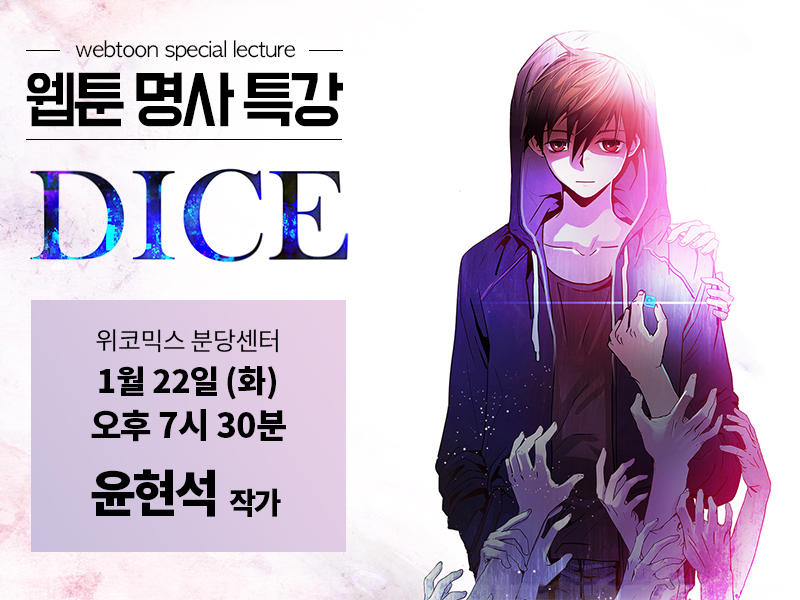 webtoon special lecture
웹툰 명사 특강
DICE
위코믹스 분당센터
1월 22일 (화)
오후 7시 30분
윤현석 작가